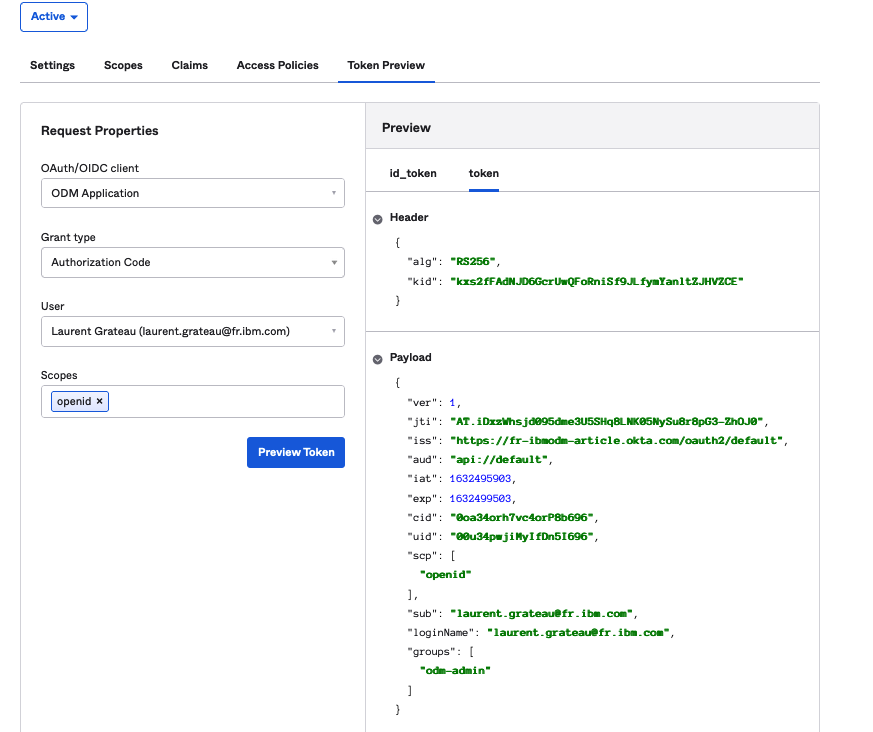 Active
Settings Scopes Claims Access Policies Token Preview
Request Properties
OAuth/OIDC client
ODM Application
Grant type
Authorization Code
User
Laurent Grateau (laurent.grateau@fr.ibm.com)
Scopes
openid ×
Preview Token
Preview
id_token token
Header
{
"alg": "RS256",
"kid": "kxs2fFAdNJD6GcrUwQFoRniSf9JLfymYanltZJHVZCE"
}
Payload
{
"ver": 1,
"jti": "AT.iDxzWhsjd095dme3U5SHq8LNK05NySu8r8pG3-ZhOJ0",
"iss": "https://fr-ibmodm-article.okta.com/oauth2/default",
"aud": "api://default",
"iat": 1632495903,
"exp": 1632499503,
"cid": "0oa34orh7vc4orP8b696",
"uid": "00u34pwjiMyIfDn5I696",
"scp": [
"openid"
],
"sub": "laurent.grateau@fr.ibm.com",
"loginName": "laurent.grateau@fr.ibm.com",
"groups": [
"odm-admin"
]
}